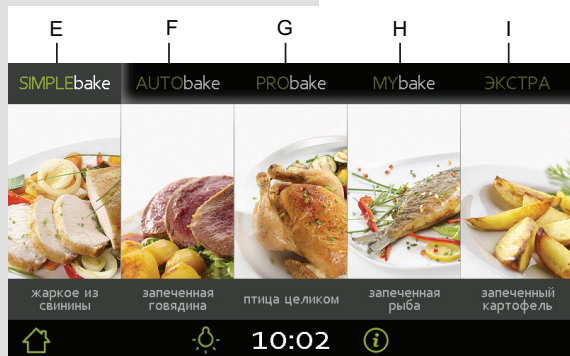 E F G H I
SIMPLEbake AUTObake PRObake MYbake ЭКСТРА
жаркое из свинины
запеченная говядина
птица целиком
запеченная рыба
запеченный картофель
10:02
i